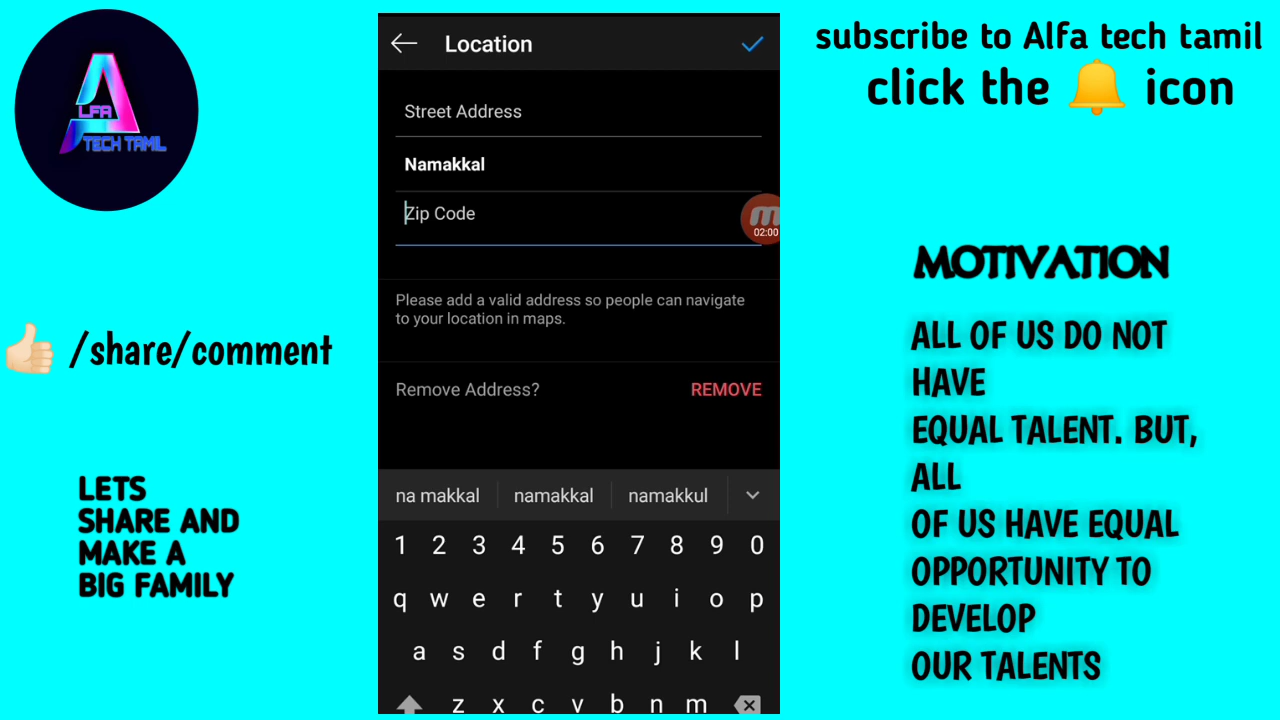 LFA
TECH TAMIL
/share/comment
LETS
SHARE AND
MAKE A
BIG FAMILY
Location
Street Address
Namakkal
Zip Code
02:00
Please add a valid address so people can navigate
to your location in maps.
Remove Address? REMOVE
na makkal namakkal namakkul
1 2 3 4 5 6 7 8 9 0
q w e r t y u i o p
a s d f g h j k l
z x c v b n m
subscribe to Alfa tech tamil
click the 🔔 icon
MOTIVATION
ALL OF US DO NOT
HAVE
EQUAL TALENT. BUT,
ALL
OF US HAVE EQUAL
OPPORTUNITY TO
DEVELOP
OUR TALENTS